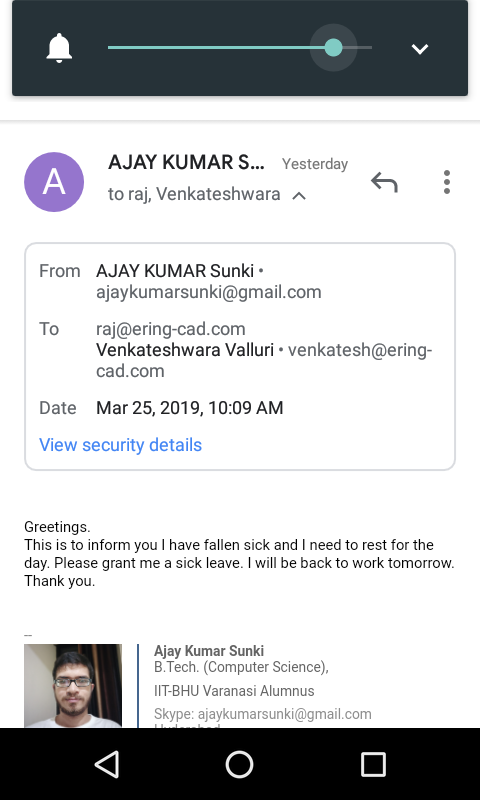 A
AJAY KUMAR S...
Yesterday
to raj, Venkateshwara
From AJAY KUMAR Sunki •
ajaykumarsunki@gmail.com
To raj@ering-cad.com
Venkateshwara Valluri • venkatesh@ering-
cad.com
Date Mar 25, 2019, 10:09 AM
View security details
Greetings.
This is to inform you I have fallen sick and I need to rest for the
day. Please grant me a sick leave. I will be back to work tomorrow.
Thank you.
--
Ajay Kumar Sunki
B.Tech. (Computer Science),
IIT-BHU Varanasi Alumnus
Skype: ajaykumarsunki@gmail.com